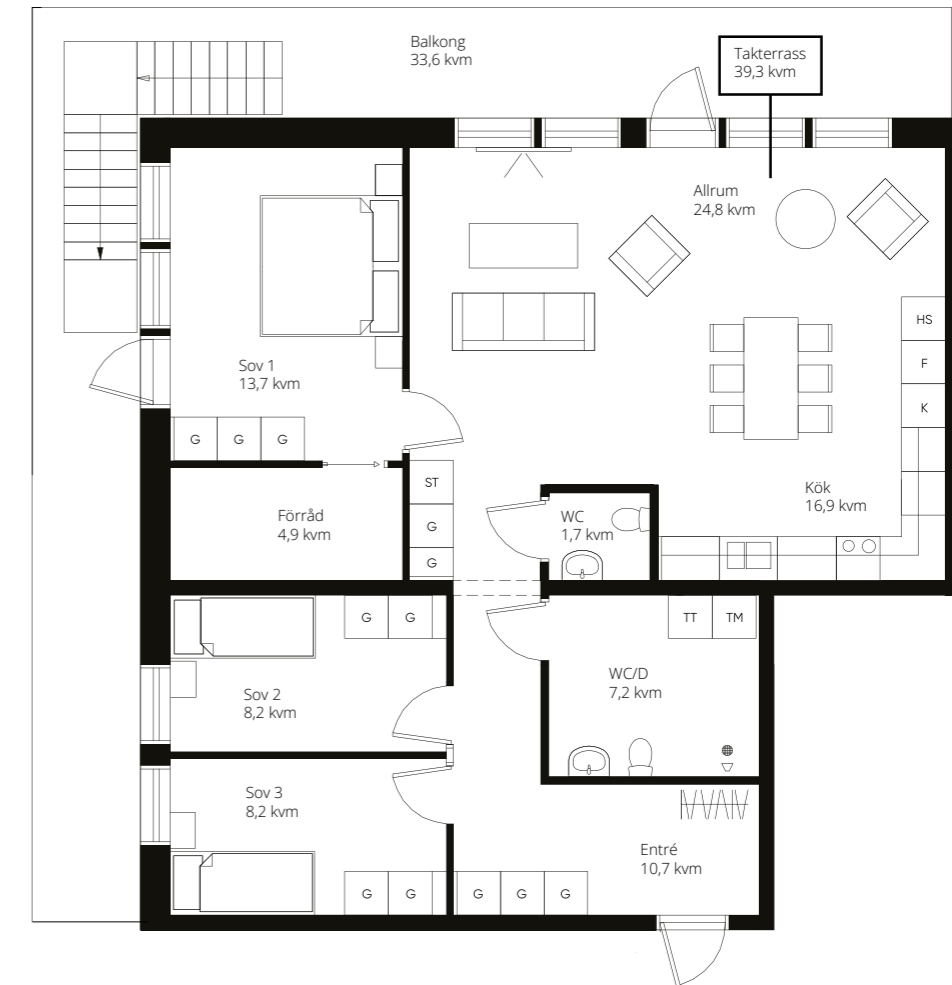 Balkong
33,6 kvm
Takterrass
39,3 kvm
Allrum
24,8 kvm
HS
F
K
Sov 1
13,7 kvm
G G G
ST
G
G
Förråd
4,9 kvm
WC
1,7 kvm
Kök
16,9 kvm
G G
TT TM
Sov 2
8,2 kvm
WC/D
7,2 kvm
Sov 3
8,2 kvm
Entré
10,7 kvm
G G G G G